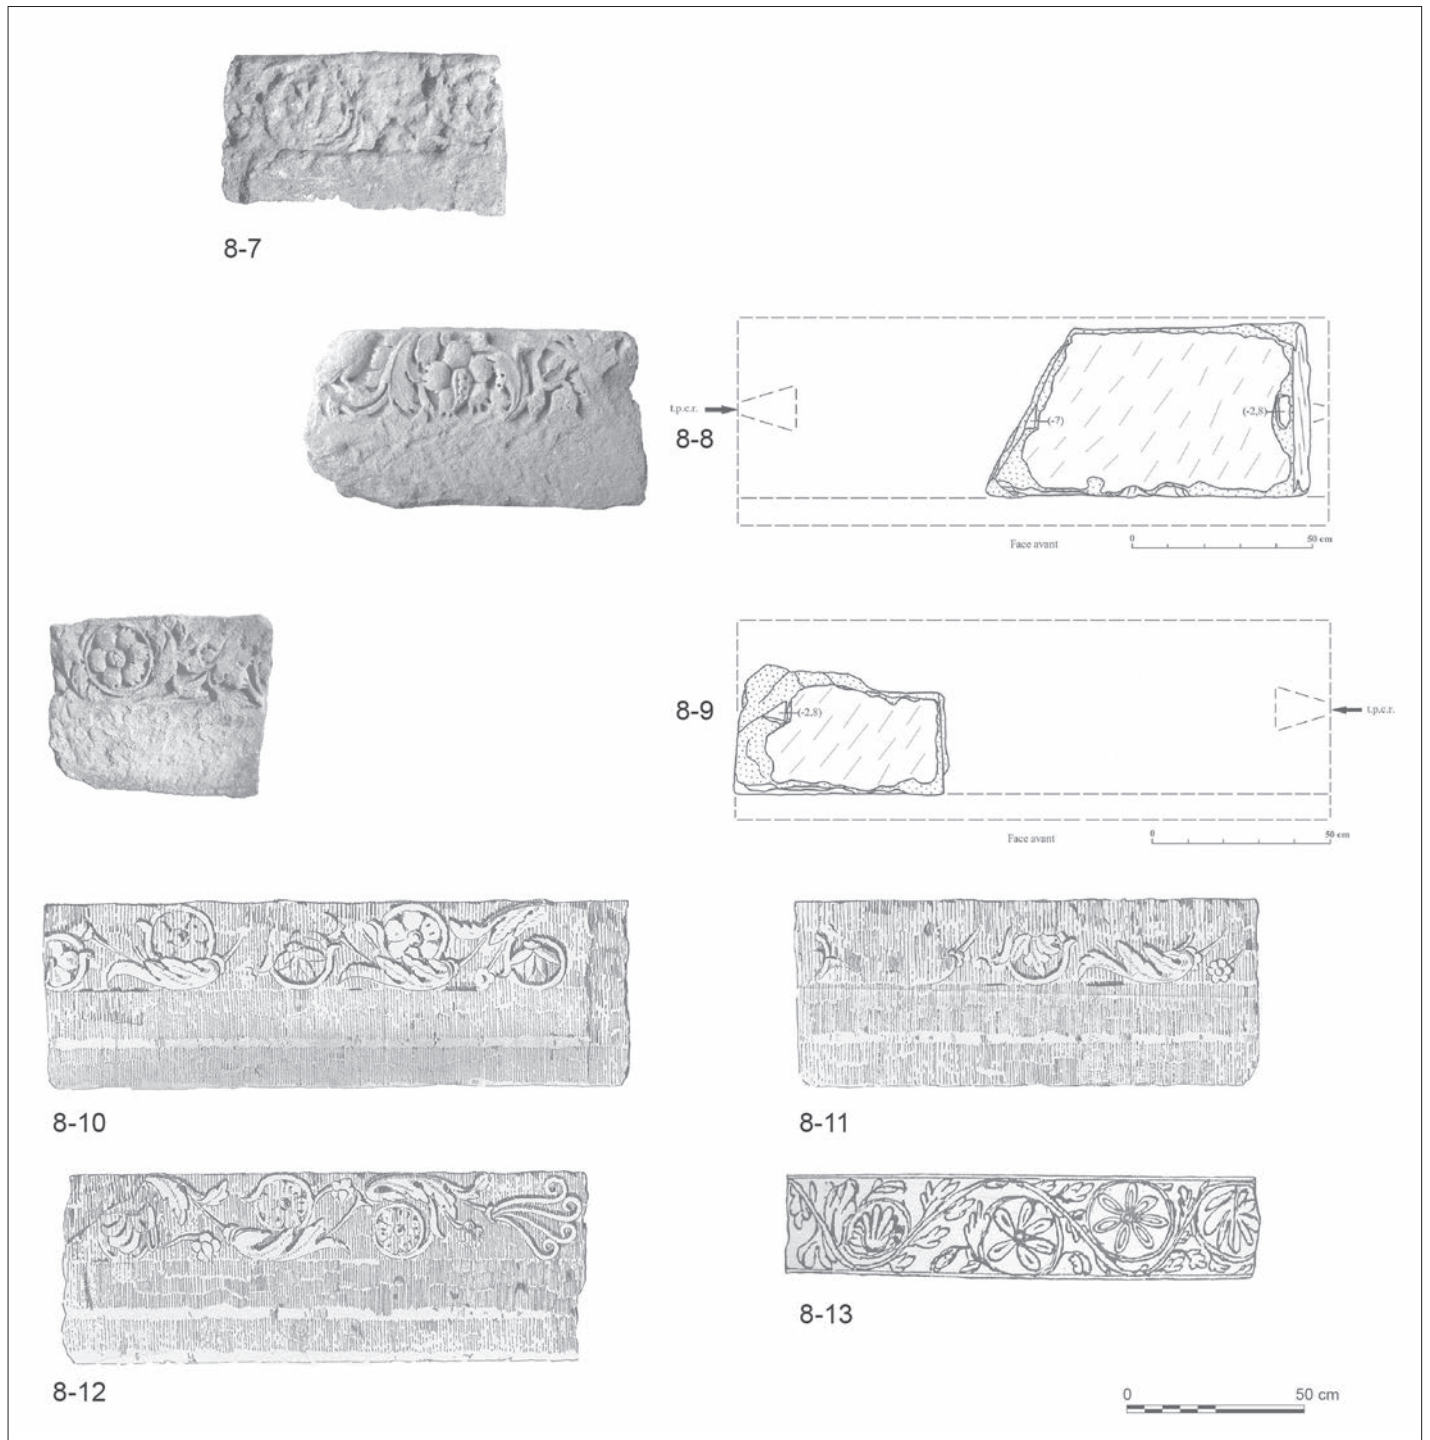 8-7
t.p.c.r.
8-8
(-7)
(-2,8)
Face avant
0 50 cm
8-9
(-2,8)
t.p.c.r.
Face avant
0 50 cm
8-10
8-11
8-12
8-13
0 50 cm